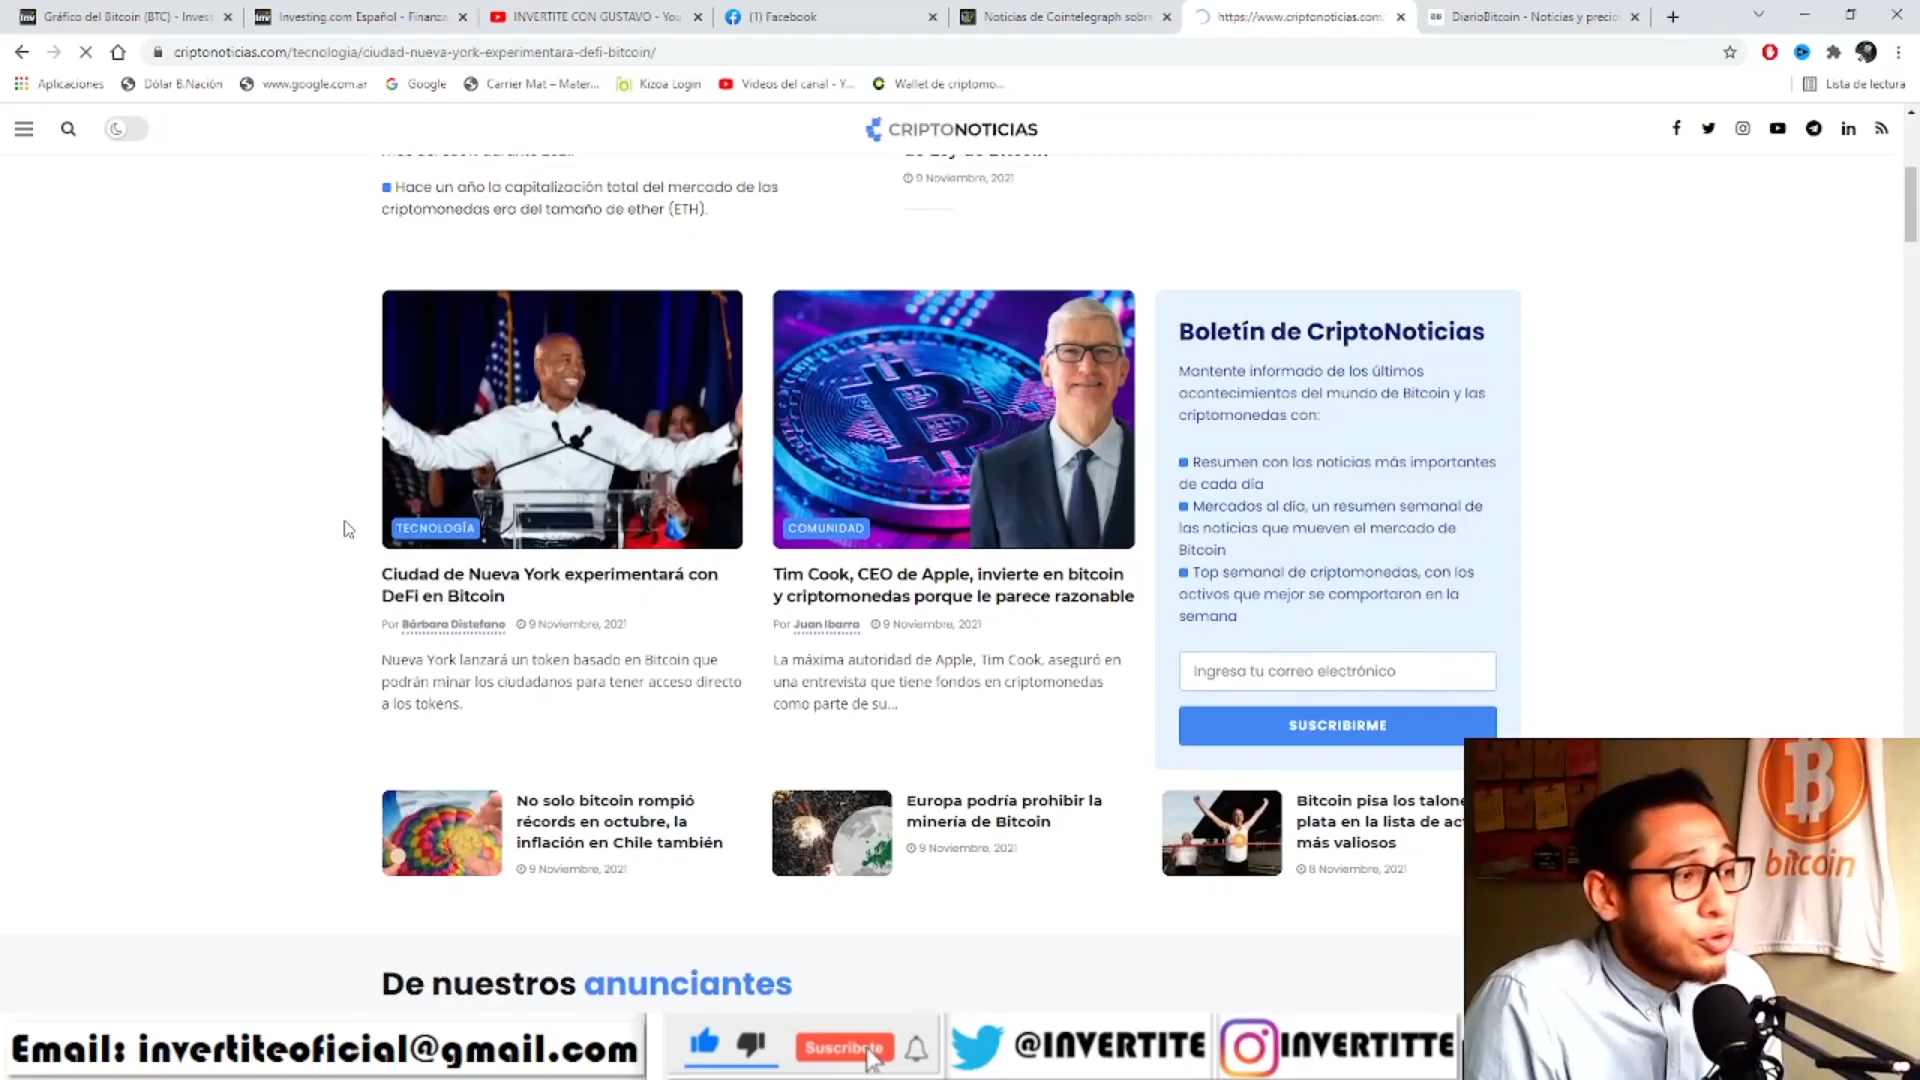 Gráfico del Bitcoin (BTC) - Invest
Investing.com Español - Finanza
INVERTITE CON GUSTAVO - You
(1) Facebook
Noticias de Cointelegraph sobre
https://www.criptonoticias.com
DiarioBitcoin - Noticias y precio
criptonoticias.com/tecnologia/ciudad-nueva-york-experimentara-defi-bitcoin/
Aplicaciones
Dólar B.Nación
www.google.com.ar
Google
Carrier Mat – Mater...
Kizoa Login
Videos del canal - Y...
Wallet de criptomo...
Lista de lectura
CRIPTONOTICIAS
de Ley de Bitcoin
9 Noviembre, 2021
Hace un año la capitalización total del mercado de las
criptomonedas era del tamaño de ether (ETH).
TECNOLOGÍA
Ciudad de Nueva York experimentará con
DeFi en Bitcoin
Por Bárbara Distefano 9 Noviembre, 2021
Nueva York lanzará un token basado en Bitcoin que
podrán minar los ciudadanos para tener acceso directo
a los tokens.
COMUNIDAD
Tim Cook, CEO de Apple, invierte en bitcoin
y criptomonedas porque le parece razonable
Por Juan Ibarra 9 Noviembre, 2021
La máxima autoridad de Apple, Tim Cook, aseguró en
una entrevista que tiene fondos en criptomonedas
como parte de su...
Boletín de CriptoNoticias
Mantente informado de los últimos
acontecimientos del mundo de Bitcoin y las
criptomonedas con:
Resumen con las noticias más importantes
de cada día
Mercados al día, un resumen semanal de
las noticias que mueven el mercado de
Bitcoin
Top semanal de criptomonedas, con los
activos que mejor se comportaron en la
semana
Ingresa tu correo electrónico
SUSCRIBIRME
No solo bitcoin rompió
récords en octubre, la
inflación en Chile también
9 Noviembre, 2021
Europa podría prohibir la
minería de Bitcoin
9 Noviembre, 2021
Bitcoin pisa los talone
plata en la lista de ac
más valiosos
8 Noviembre, 2021
bitcoin
De nuestros anunciantes
Email: invertiteoficial@gmail.com
Suscribete
@INVERTITE
INVERTITTE